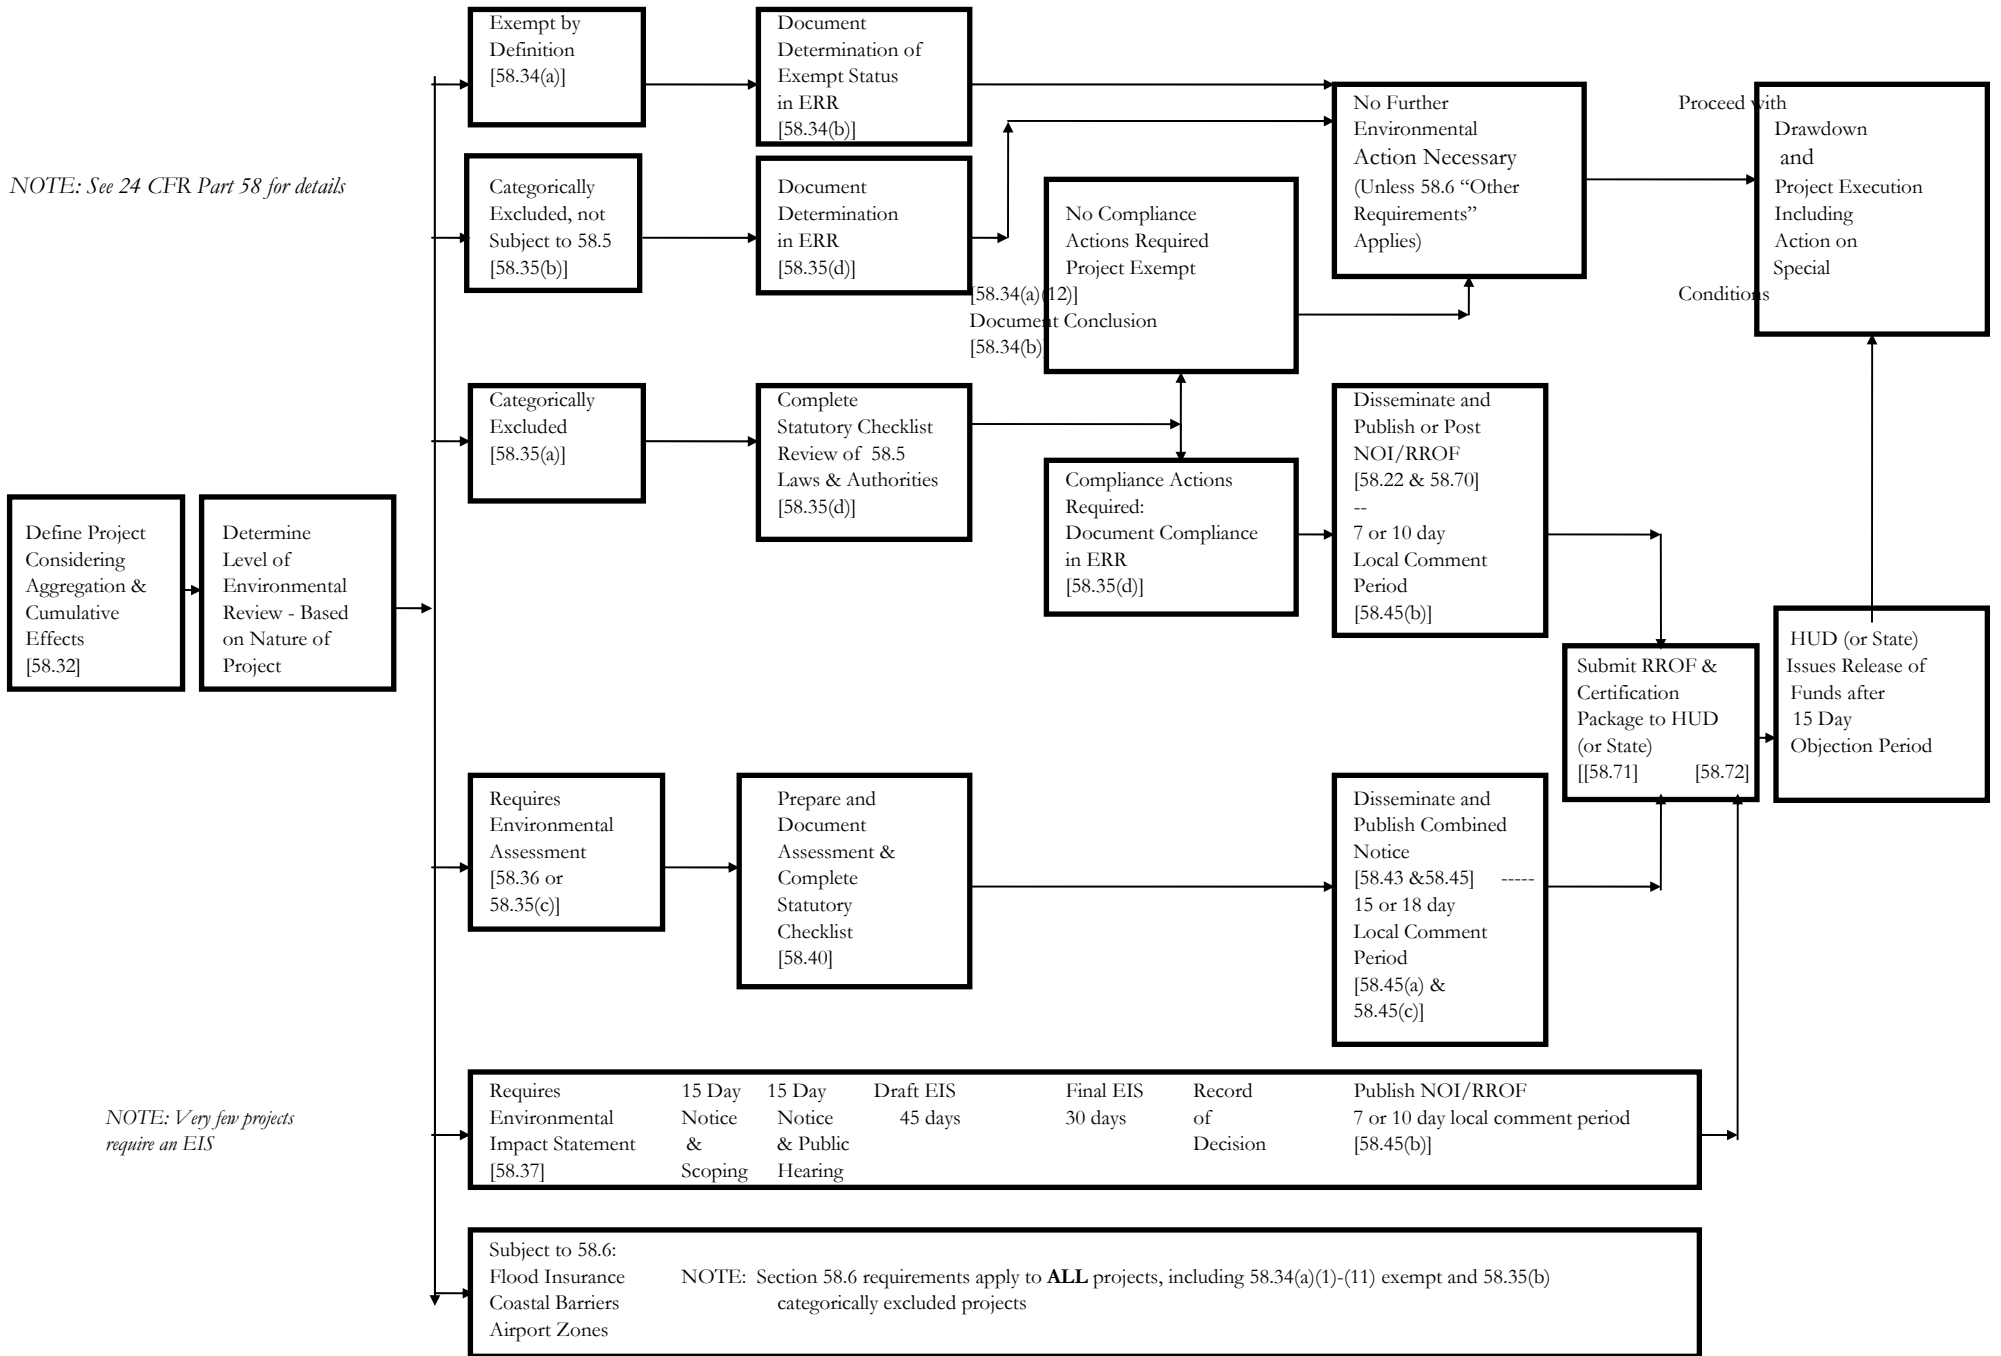 Exempt by
Definition
[58.34(a)]
Document
Determination of
Exempt Status
in ERR
[58.34(b)]
No Further
Environmental
Action Necessary
(Unless 58.6 “Other
Requirements”
Applies)
Proceed with
Drawdown
and
Project Execution
Including
Action on
Special
Conditions
NOTE: See 24 CFR Part 58 for details
Categorically
Excluded, not
Subject to 58.5
[58.35(b)]
Document
Determination
in ERR
[58.35(d)]
No Compliance
Actions Required
Project Exempt
[58.34(a)(12)]
Document Conclusion
[58.34(b)]
Categorically
Excluded
[58.35(a)]
Complete
Statutory Checklist
Review of 58.5
Laws & Authorities
[58.35(d)]
Compliance Actions
Required:
Document Compliance
in ERR
[58.35(d)]
Disseminate and
Publish or Post
NOI/RROF
[58.22 & 58.70]
--
7 or 10 day
Local Comment
Period
[58.45(b)]
Define Project
Considering
Aggregation &
Cumulative
Effects
[58.32]
Determine
Level of
Environmental
Review - Based
on Nature of
Project
Submit RROF &
Certification
Package to HUD
(or State)
[[58.71] [58.72]
HUD (or State)
Issues Release of
Funds after
15 Day
Objection Period
Requires
Environmental
Assessment
[58.36 or
58.35(c)]
Prepare and
Document
Assessment &
Complete
Statutory
Checklist
[58.40]
Disseminate and
Publish Combined
Notice
[58.43 &58.45] -----
15 or 18 day
Local Comment
Period
[58.45(a) &
58.45(c)]
NOTE: Very few projects
require an EIS
Requires
Environmental
Impact Statement
[58.37]
15 Day
Notice
&
Scoping
15 Day
Notice
& Public
Hearing
Draft EIS
45 days
Final EIS
30 days
Record
of
Decision
Publish NOI/RROF
7 or 10 day local comment period
[58.45(b)]
Subject to 58.6:
Flood Insurance
Coastal Barriers
Airport Zones
NOTE: Section 58.6 requirements apply to ALL projects, including 58.34(a)(1)-(11) exempt and 58.35(b)
categorically excluded projects